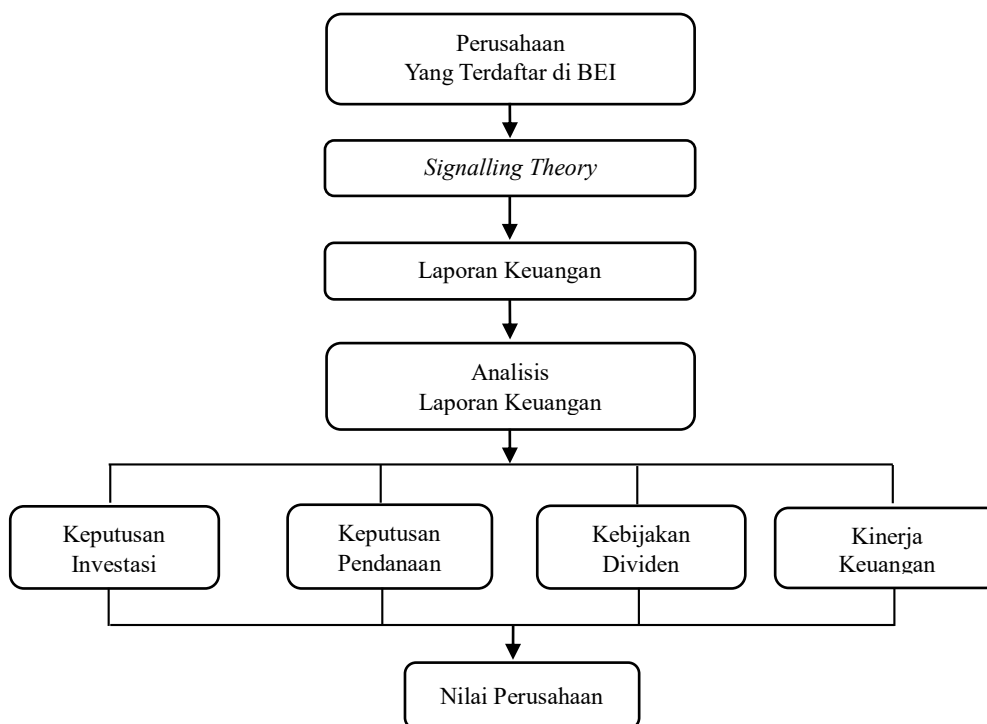 Perusahaan
Yang Terdaftar di BEI
Signalling Theory
Laporan Keuangan
Analisis
Laporan Keuangan
Keputusan
Investasi
Keputusan
Pendanaan
Kebijakan
Dividen
Kinerja
Keuangan
Nilai Perusahaan